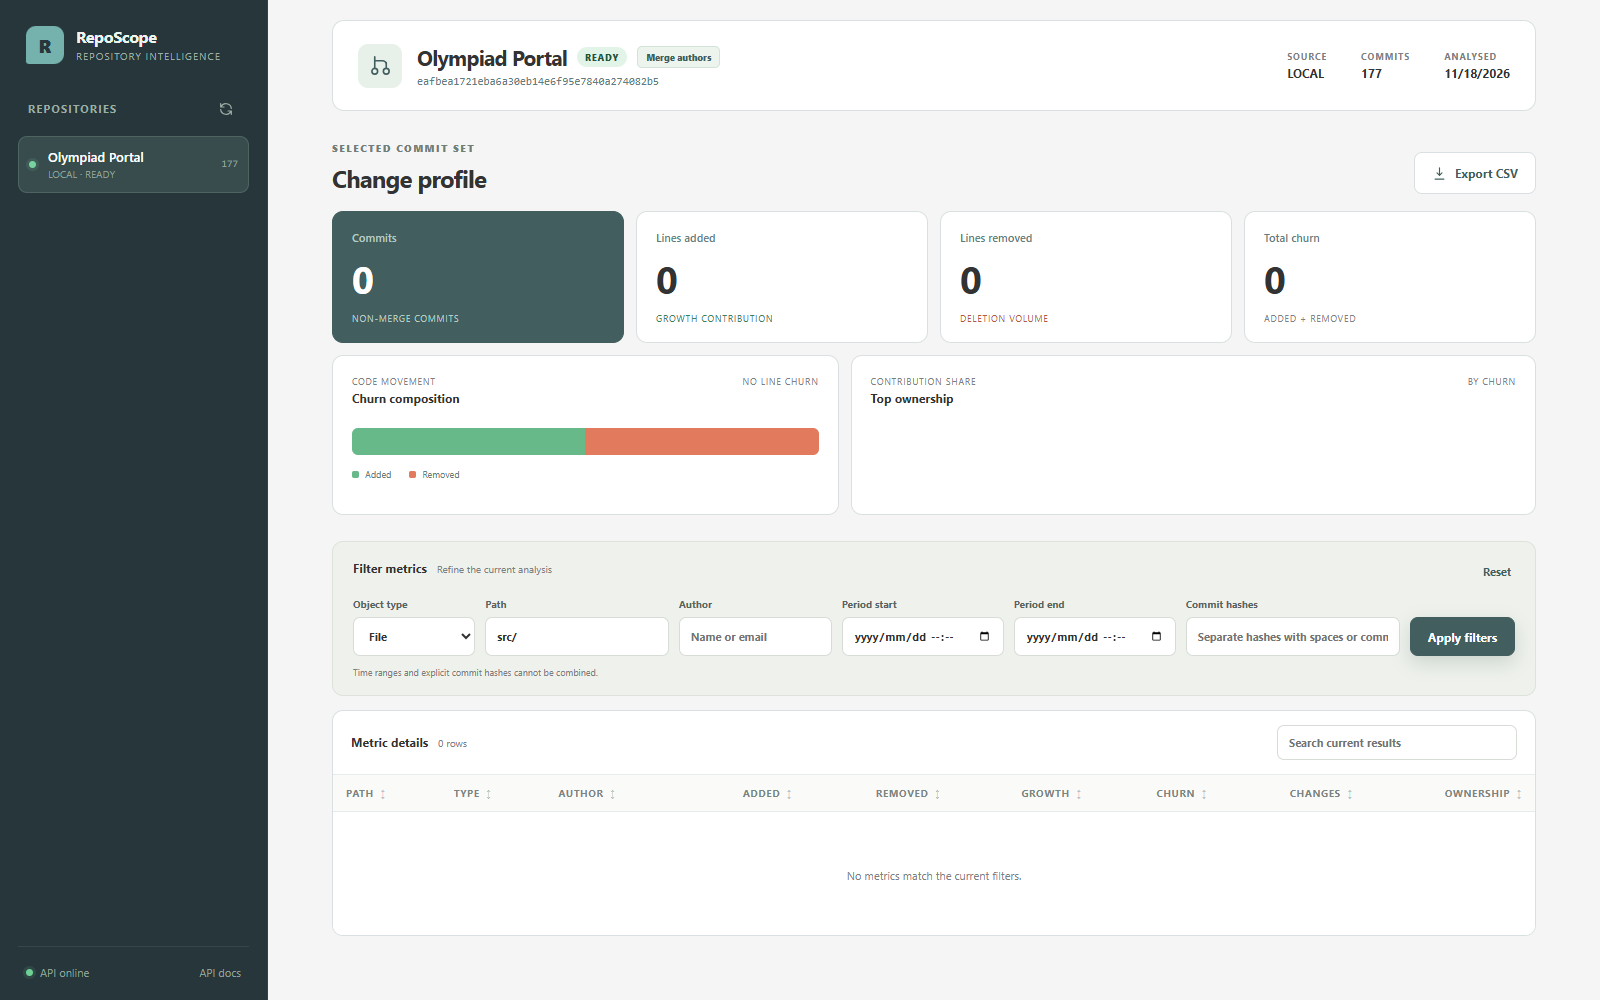 R
RepoScope
REPOSITORY INTELLIGENCE
REPOSITORIES
Olympiad Portal
LOCAL · READY
177
API online
API docs
Olympiad Portal
READY
Merge authors
eafbea1721eba6a30eb14e6f95e7840a274082b5
SOURCE
LOCAL
COMMITS
177
ANALYSED
11/18/2026
SELECTED COMMIT SET
Change profile
Export CSV
Commits
0
NON-MERGE COMMITS
Lines added
0
GROWTH CONTRIBUTION
Lines removed
0
DELETION VOLUME
Total churn
0
ADDED + REMOVED
CODE MOVEMENT
Churn composition
NO LINE CHURN
Added
Removed
CONTRIBUTION SHARE
Top ownership
BY CHURN
Filter metrics
Refine the current analysis
Reset
Object type
File
Path
src/
Author
Name or email
Period start
yyyy/mm/dd --:--
Period end
yyyy/mm/dd --:--
Commit hashes
Separate hashes with spaces or comm
Apply filters
Time ranges and explicit commit hashes cannot be combined.
Metric details
0 rows
Search current results
PATH ↕ TYPE ↕ AUTHOR ↕ ADDED ↕ REMOVED ↕ GROWTH ↕ CHURN ↕ CHANGES ↕ OWNERSHIP ↕
No metrics match the current filters.